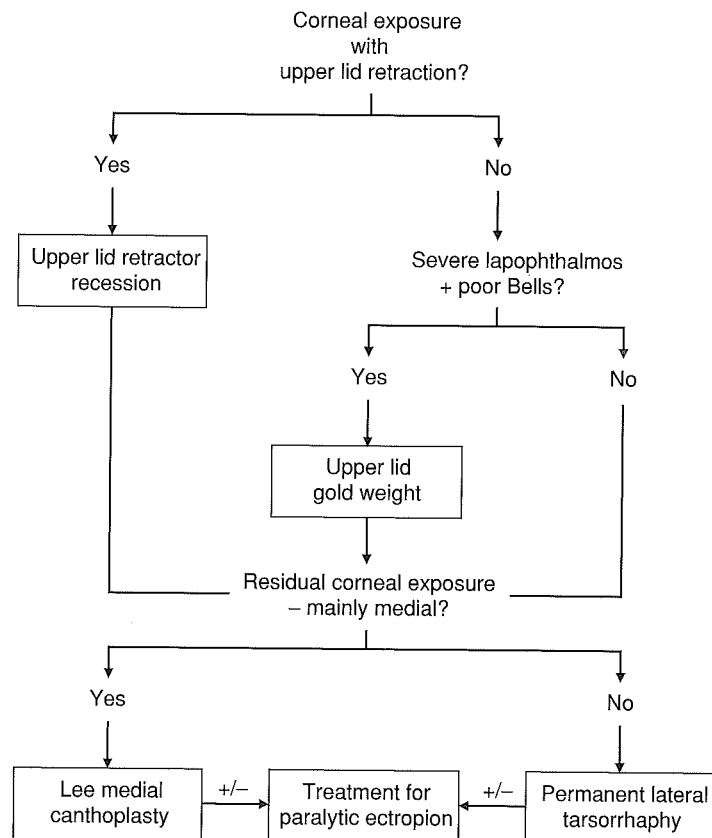 Corneal exposure
with
upper lid retraction?
Yes
No
Upper lid retractor
recession
Severe lapophthalmos
+ poor Bells?
Yes
No
Upper lid
gold weight
Residual corneal exposure
– mainly medial?
Yes
No
Lee medial
canthoplasty
+/–
Treatment for
paralytic ectropion
+/–
Permanent lateral
tarsorrhaphy